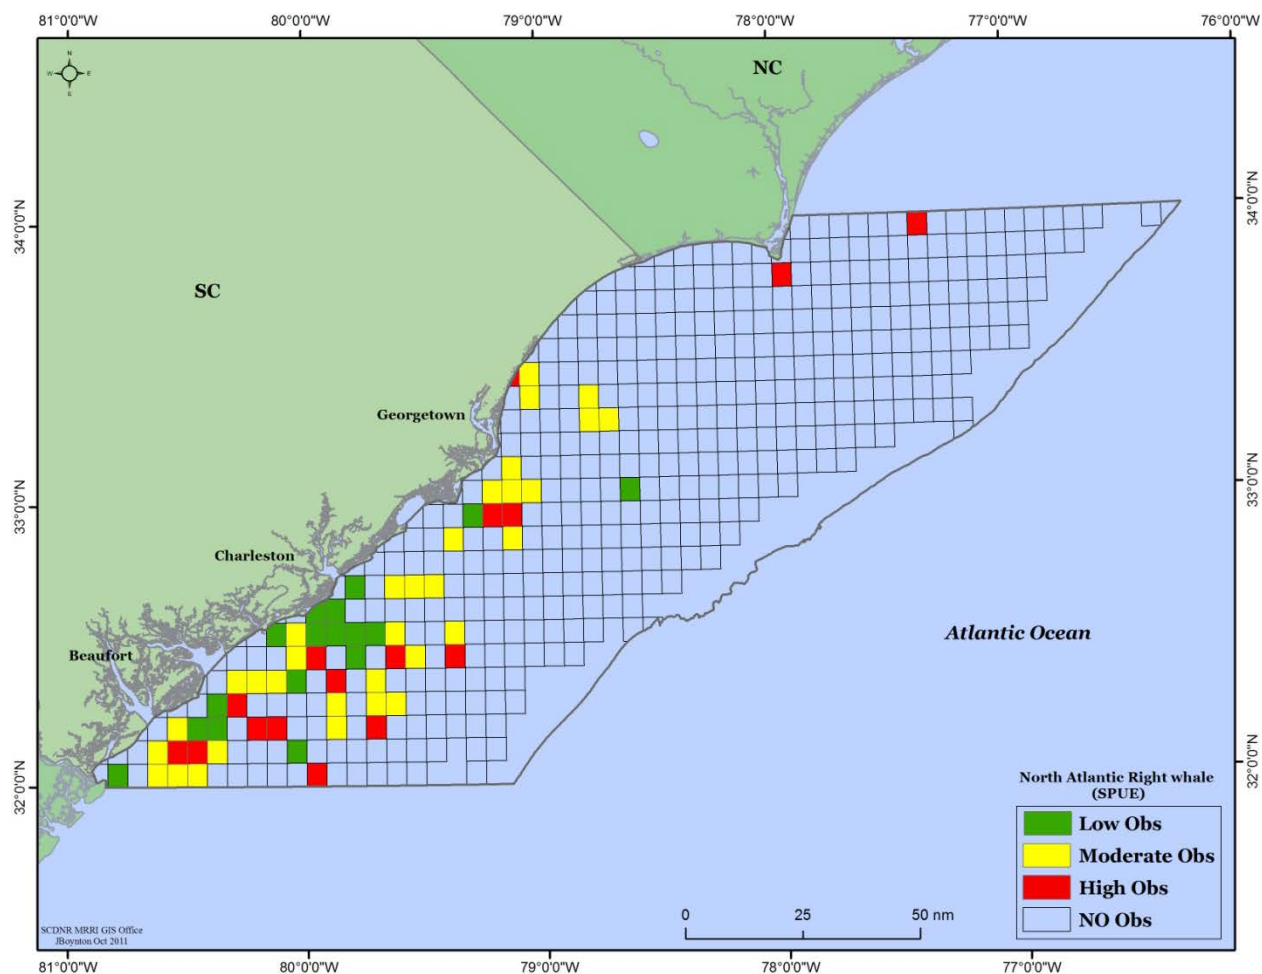 81°0'0"W 80°0'0"W 79°0'0"W 78°0'0"W 77°0'0"W 76°0'0"W
N
W E
NC
34°0'0"N
34°0'0"N
SC
Georgetown
33°0'0"N
33°0'0"N
Charleston
Atlantic Ocean
Beaufort
32°0'0"N
32°0'0"N
North Atlantic Right whale
(SPUE)
Low Obs
Moderate Obs
High Obs
NO Obs
0 25 50 nm
SCDNR MRRI GIS Office
JBoynton Oct 2011
81°0'0"W 80°0'0"W 79°0'0"W 78°0'0"W 77°0'0"W